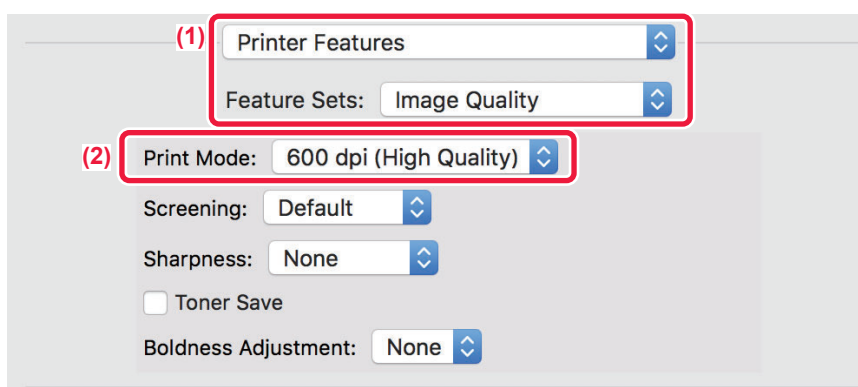 (1) Printer Features
Feature Sets: Image Quality
(2) Print Mode: 600 dpi (High Quality)
Screening: Default
Sharpness: None
Toner Save
Boldness Adjustment: None